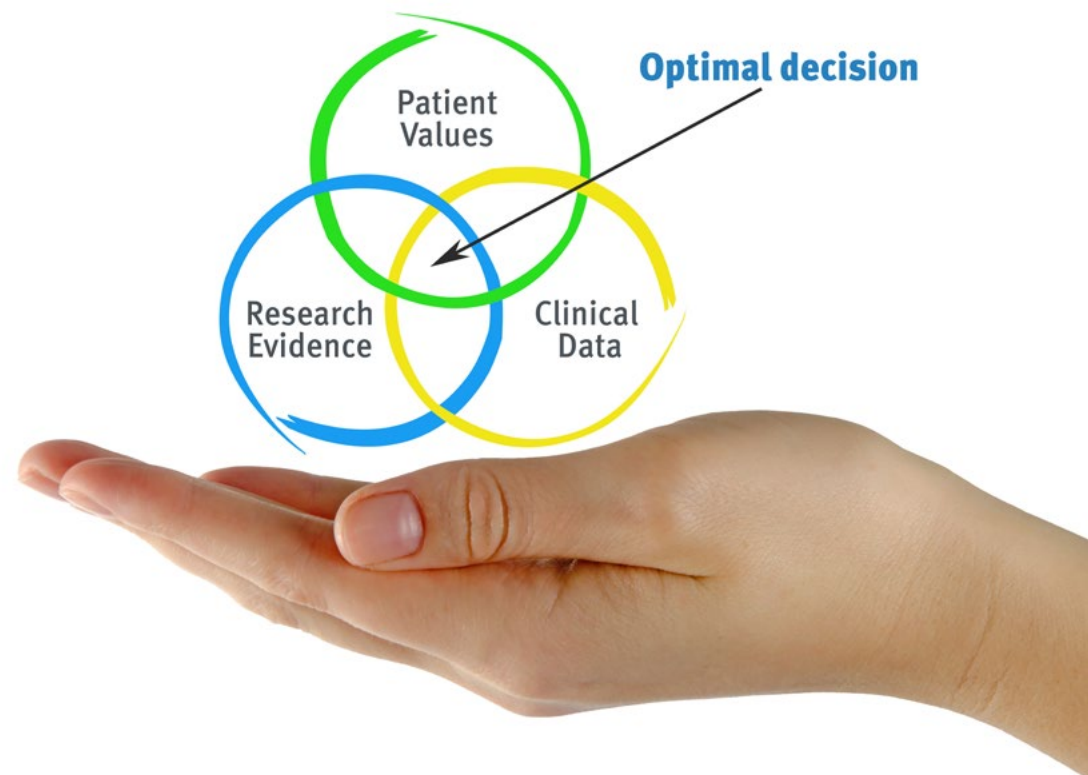 Optimal decision
Patient
Values
Research
Evidence
Clinical
Data